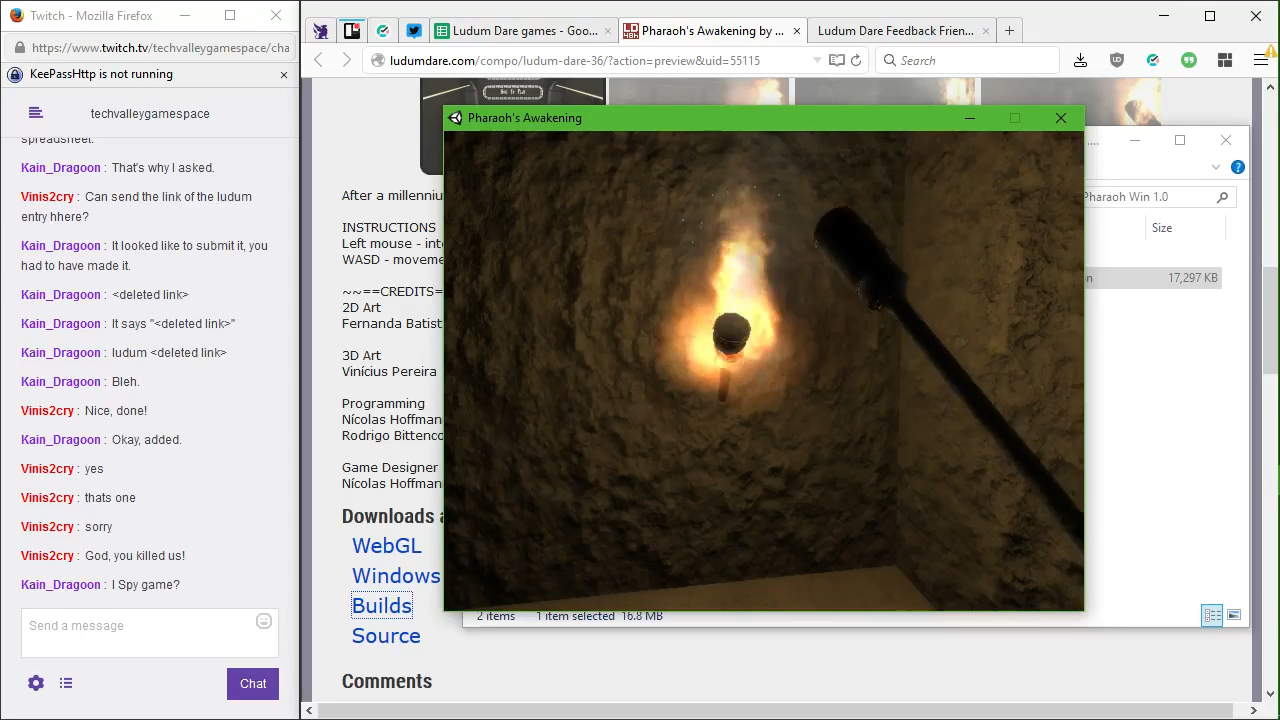 Twitch - Mozilla Firefox
https://www.twitch.tv/techvalleygamespace/cha
KeePassHttp is not running
techvalleygamespace
spreadsheet.
Kain_Dragoon : That's why I asked.
Vinis2cry : Can send the link of the ludum
entry hhere?
Kain_Dragoon : It looked like to submit it, you
had to have made it.
Kain_Dragoon : <deleted link>
Kain_Dragoon : It says "<deleted link>"
Kain_Dragoon : ludum <deleted link>
Kain_Dragoon : Bleh.
Vinis2cry : Nice, done!
Kain_Dragoon : Okay, added.
Vinis2cry : yes
Vinis2cry : thats one
Vinis2cry : sorry
Vinis2cry : God, you killed us!
Kain_Dragoon : I Spy game?
Send a message
Chat
Ludum Dare games - Goo...
Pharaoh's Awakening by ...
Ludum Dare Feedback Frien...
ludumdare.com/compo/ludum-dare-36/?action=preview&uid=55115
Search
Pharaoh's Awakening
Pharaoh Win 1.0
Size
17,297 KB
2 items 1 item selected 16.8 MB
After a millenniu
INSTRUCTIONS
Left mouse - inte
WASD - moveme
~~==CREDITS=
2D Art
Fernanda Batist
3D Art
Vinícius Pereira
Programming
Nícolas Hoffman
Rodrigo Bittenco
Game Designer
Nícolas Hoffman
Downloads a
WebGL
Windows
Builds
Source
Comments